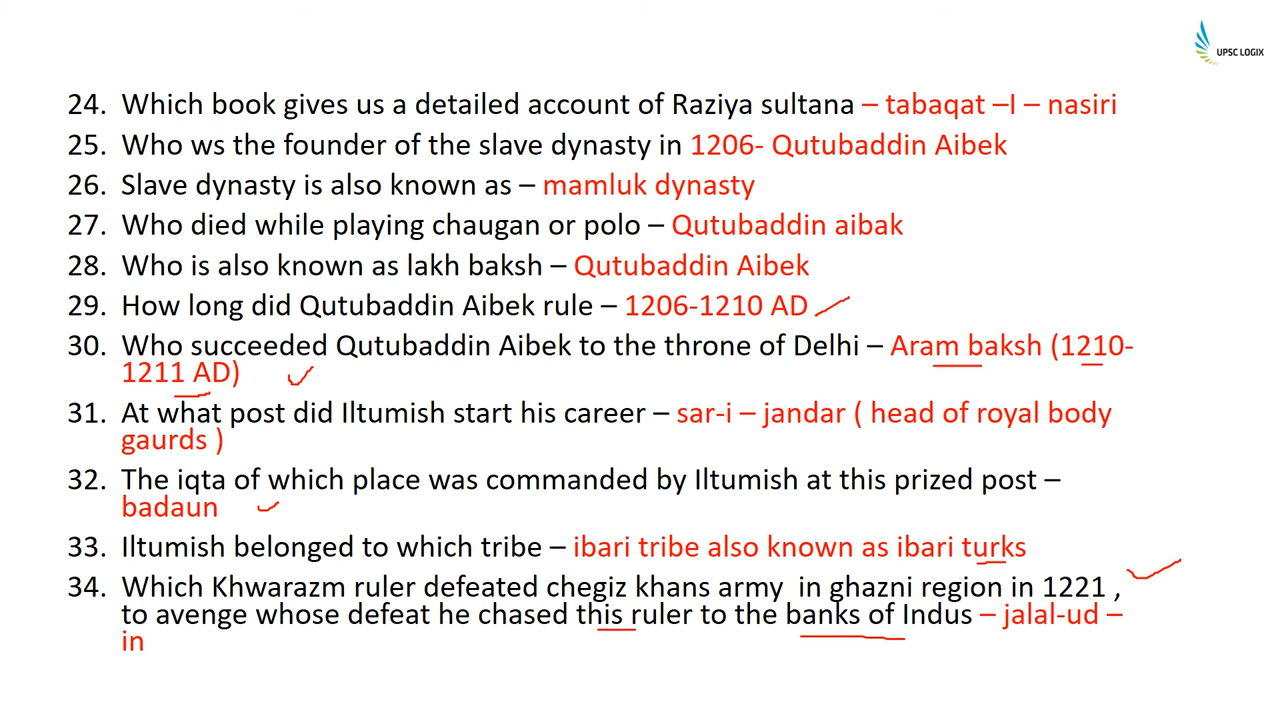 UPSC LOGIX
24. Which book gives us a detailed account of Raziya sultana – tabaqat –I – nasiri
25. Who ws the founder of the slave dynasty in 1206- Qutubaddin Aibek
26. Slave dynasty is also known as – mamluk dynasty
27. Who died while playing chaugan or polo – Qutubaddin aibak
28. Who is also known as lakh baksh – Qutubaddin Aibek
29. How long did Qutubaddin Aibek rule – 1206-1210 AD
30. Who succeeded Qutubaddin Aibek to the throne of Delhi – Aram baksh (1210-
1211 AD)
31. At what post did Iltumish start his career – sar-i – jandar ( head of royal body
gaurds )
32. The iqta of which place was commanded by Iltumish at this prized post –
badaun
33. Iltumish belonged to which tribe – ibari tribe also known as ibari turks
34. Which Khwarazm ruler defeated chegiz khans army in ghazni region in 1221 ,
to avenge whose defeat he chased this ruler to the banks of Indus – jalal-ud –
in